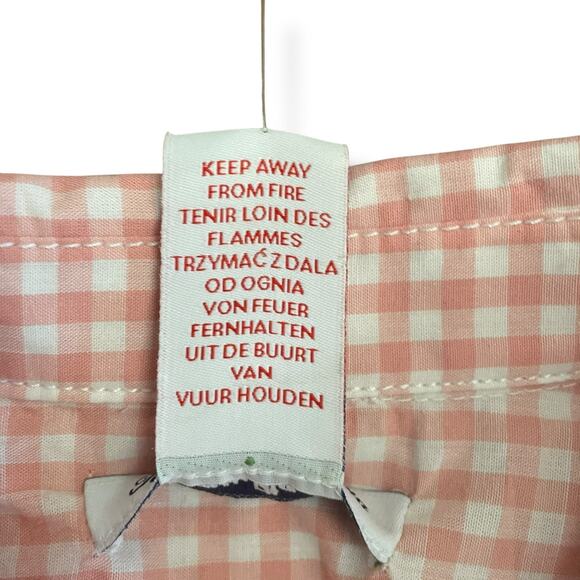 KEEP AWAY
FROM FIRE
TENIR LOIN DES
FLAMMES
TRZYMAĆ Z DALA
OD OGNIA
VON FEUER
FERNHALTEN
UIT DE BUURT
VAN
VUUR HOUDEN